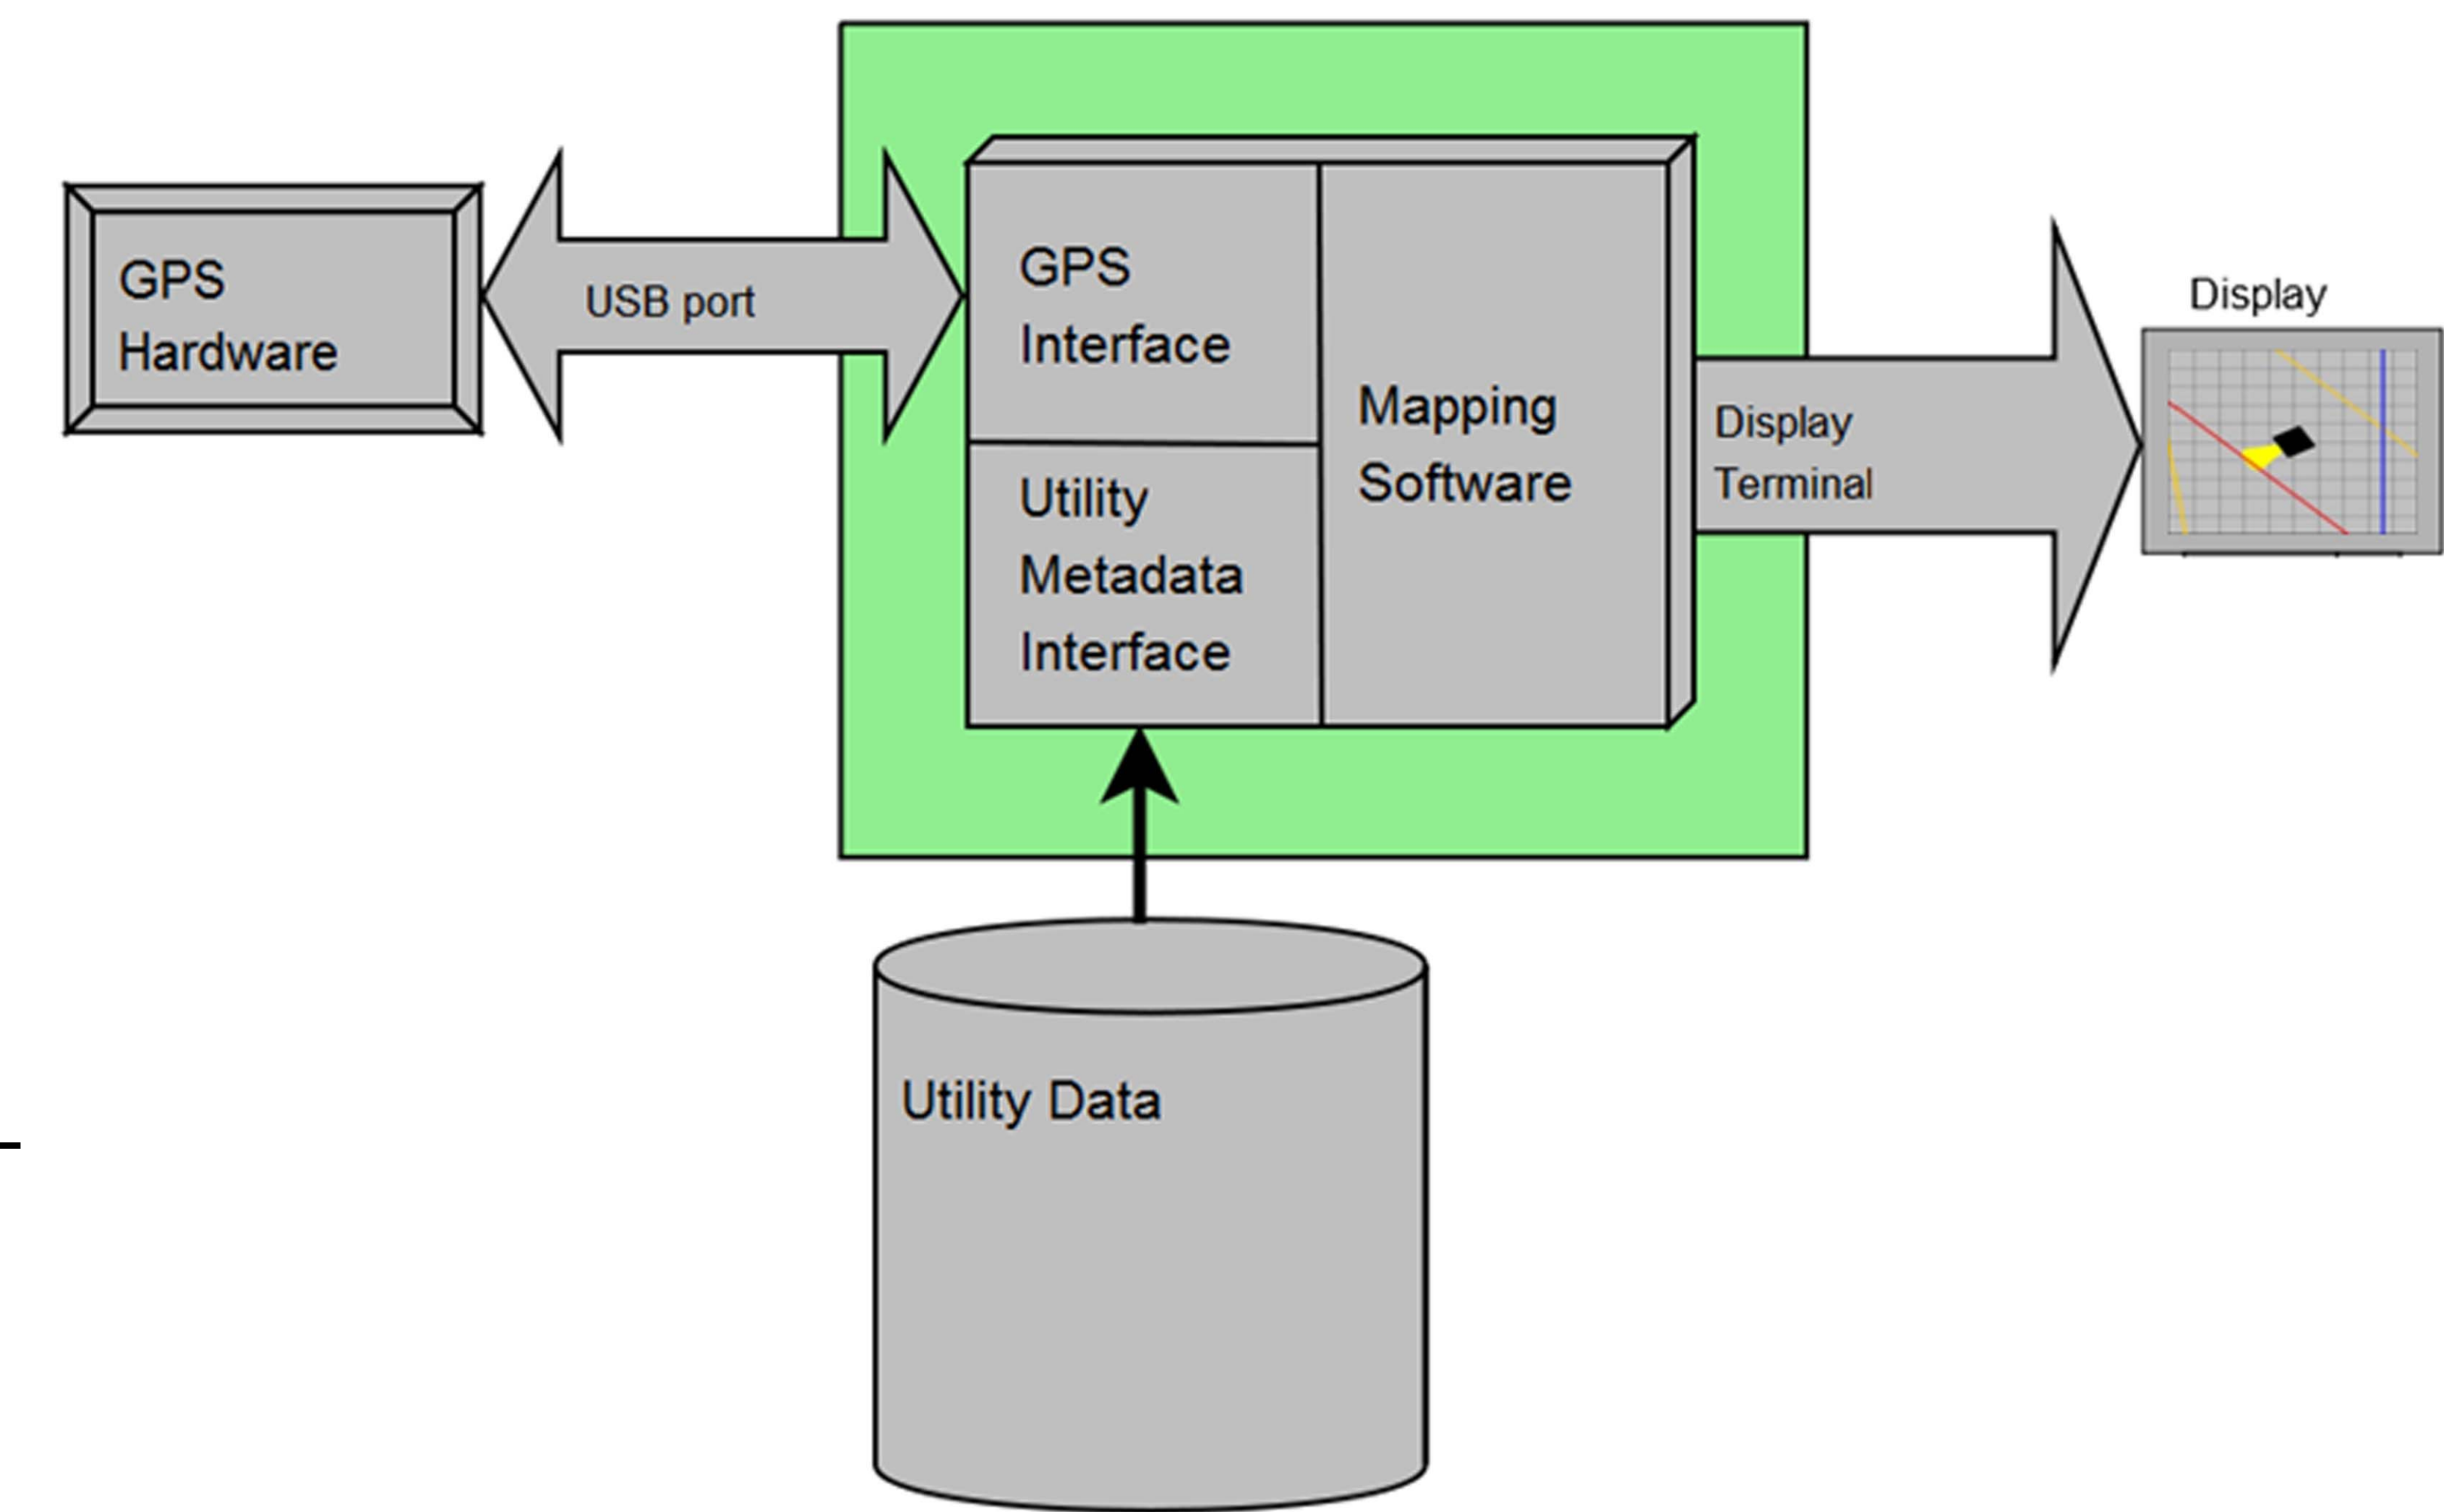 GPS
Hardware
USB port
GPS
Interface
Utility
Metadata
Interface
Mapping
Software
Display
Terminal
Display
Utility Data